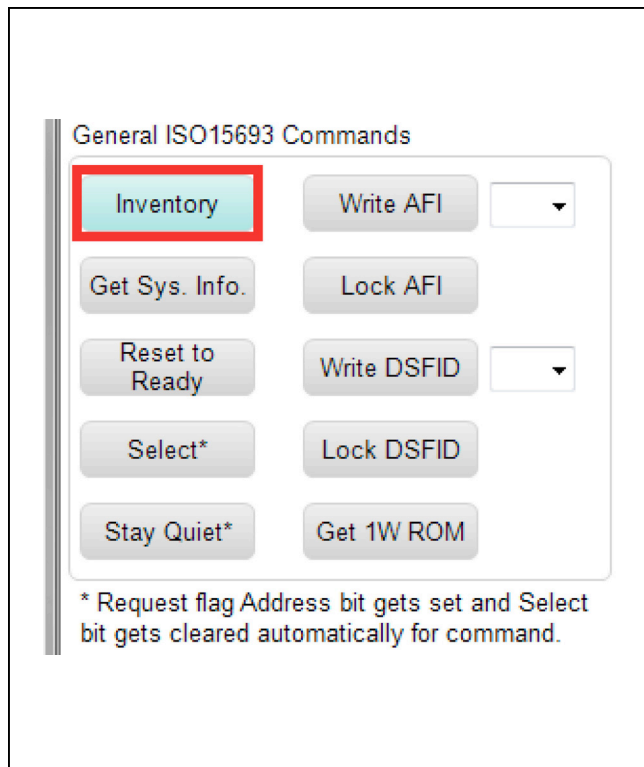 General ISO15693 Commands
Inventory
Write AFI
Get Sys. Info.
Lock AFI
Reset to
Ready
Write DSFID
Select*
Lock DSFID
Stay Quiet*
Get 1W ROM
* Request flag Address bit gets set and Select
bit gets cleared automatically for command.